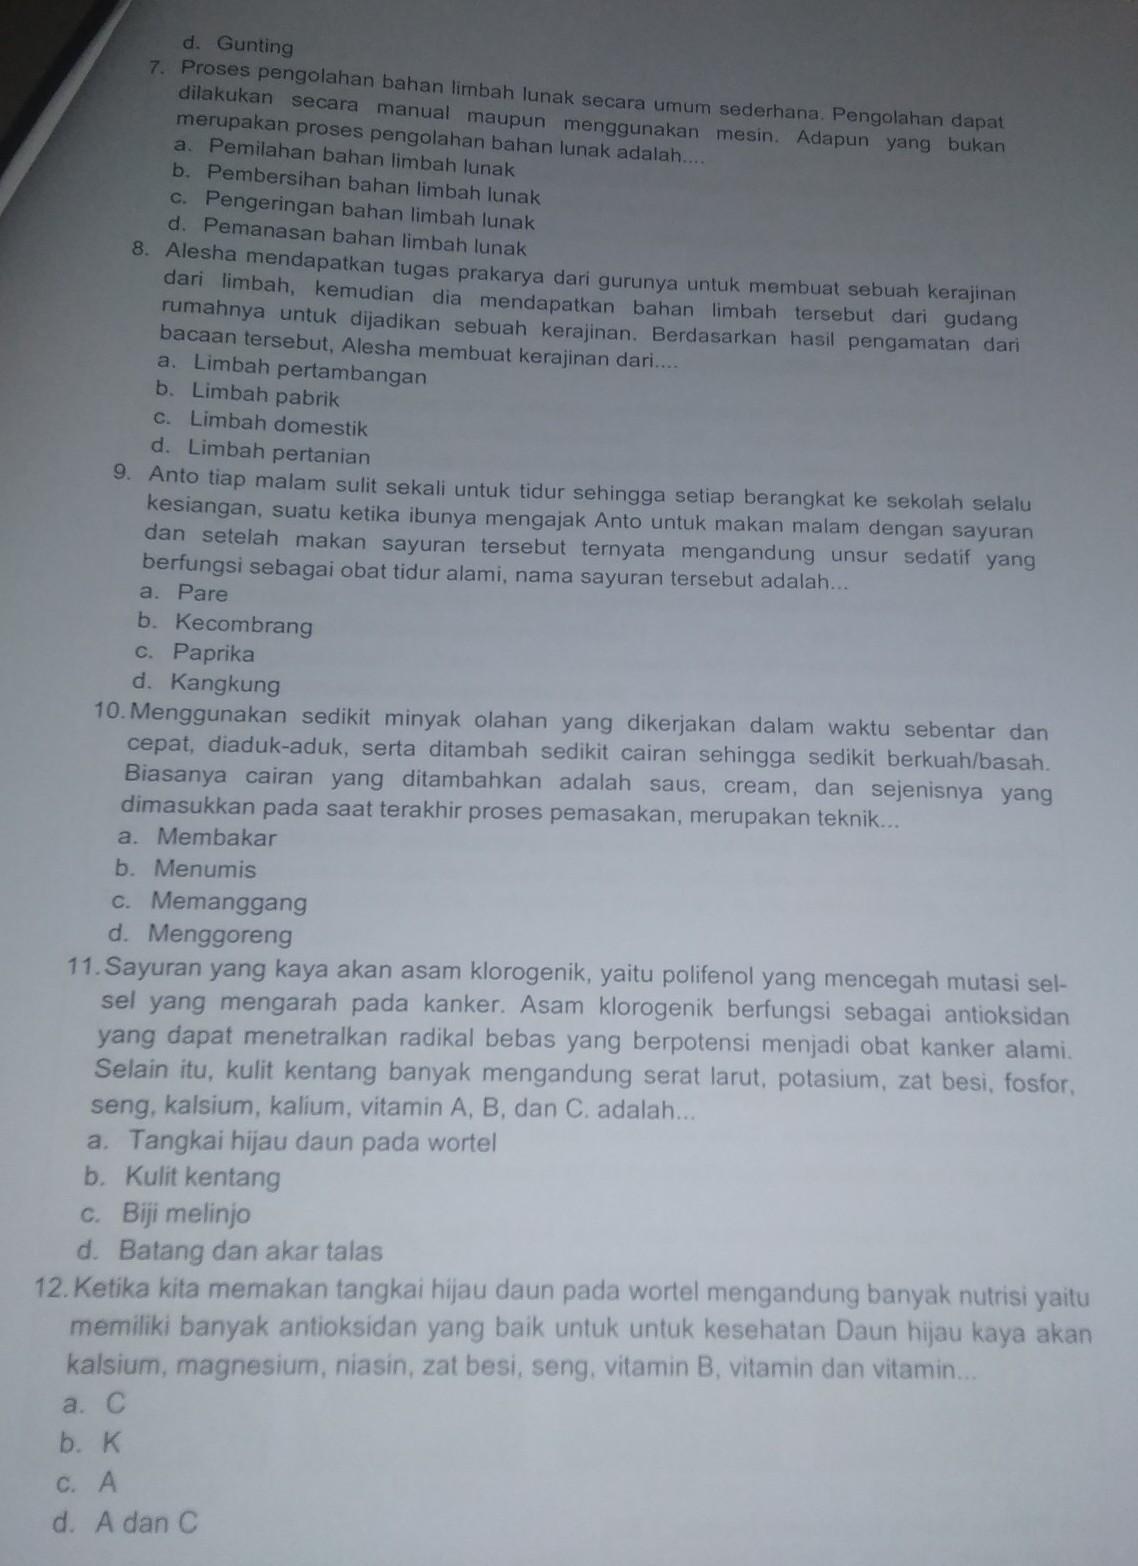 d. Gunting
7. Proses pengolahan bahan limbah lunak secara umum sederhana. Pengolahan dapat
dilakukan secara manual maupun menggunakan mesin. Adapun yang bukan
merupakan proses pengolahan bahan lunak adalah....
a. Pemilahan bahan limbah lunak
b. Pembersihan bahan limbah lunak
c. Pengeringan bahan limbah lunak
d. Pemanasan bahan limbah lunak
8. Alesha mendapatkan tugas prakarya dari gurunya untuk membuat sebuah kerajinan
dari limbah, kemudian dia mendapatkan bahan limbah tersebut dari gudang
rumahnya untuk dijadikan sebuah kerajinan. Berdasarkan hasil pengamatan dari
bacaan tersebut, Alesha membuat kerajinan dari....
a. Limbah pertambangan
b. Limbah pabrik
c. Limbah domestik
d. Limbah pertanian
9. Anto tiap malam sulit sekali untuk tidur sehingga setiap berangkat ke sekolah selalu
kesiangan, suatu ketika ibunya mengajak Anto untuk makan malam dengan sayuran
dan setelah makan sayuran tersebut ternyata mengandung unsur sedatif yang
berfungsi sebagai obat tidur alami, nama sayuran tersebut adalah...
a. Pare
b. Kecombrang
c. Paprika
d. Kangkung
10. Menggunakan sedikit minyak olahan yang dikerjakan dalam waktu sebentar dan
cepat, diaduk-aduk, serta ditambah sedikit cairan sehingga sedikit berkuah/basah.
Biasanya cairan yang ditambahkan adalah saus, cream, dan sejenisnya yang
dimasukkan pada saat terakhir proses pemasakan, merupakan teknik...
a. Membakar
b. Menumis
c. Memanggang
d. Menggoreng
11. Sayuran yang kaya akan asam klorogenik, yaitu polifenol yang mencegah mutasi sel-
sel yang mengarah pada kanker. Asam klorogenik berfungsi sebagai antioksidan
yang dapat menetralkan radikal bebas yang berpotensi menjadi obat kanker alami.
Selain itu, kulit kentang banyak mengandung serat larut, potasium, zat besi, fosfor,
seng, kalsium, kalium, vitamin A, B, dan C. adalah...
a. Tangkai hijau daun pada wortel
b. Kulit kentang
c. Biji melinjo
d. Batang dan akar talas
12. Ketika kita memakan tangkai hijau daun pada wortel mengandung banyak nutrisi yaitu
memiliki banyak antioksidan yang baik untuk untuk kesehatan Daun hijau kaya akan
kalsium, magnesium, niasin, zat besi, seng, vitamin B, vitamin dan vitamin...
a. C
b. K
c. A
d. A dan C